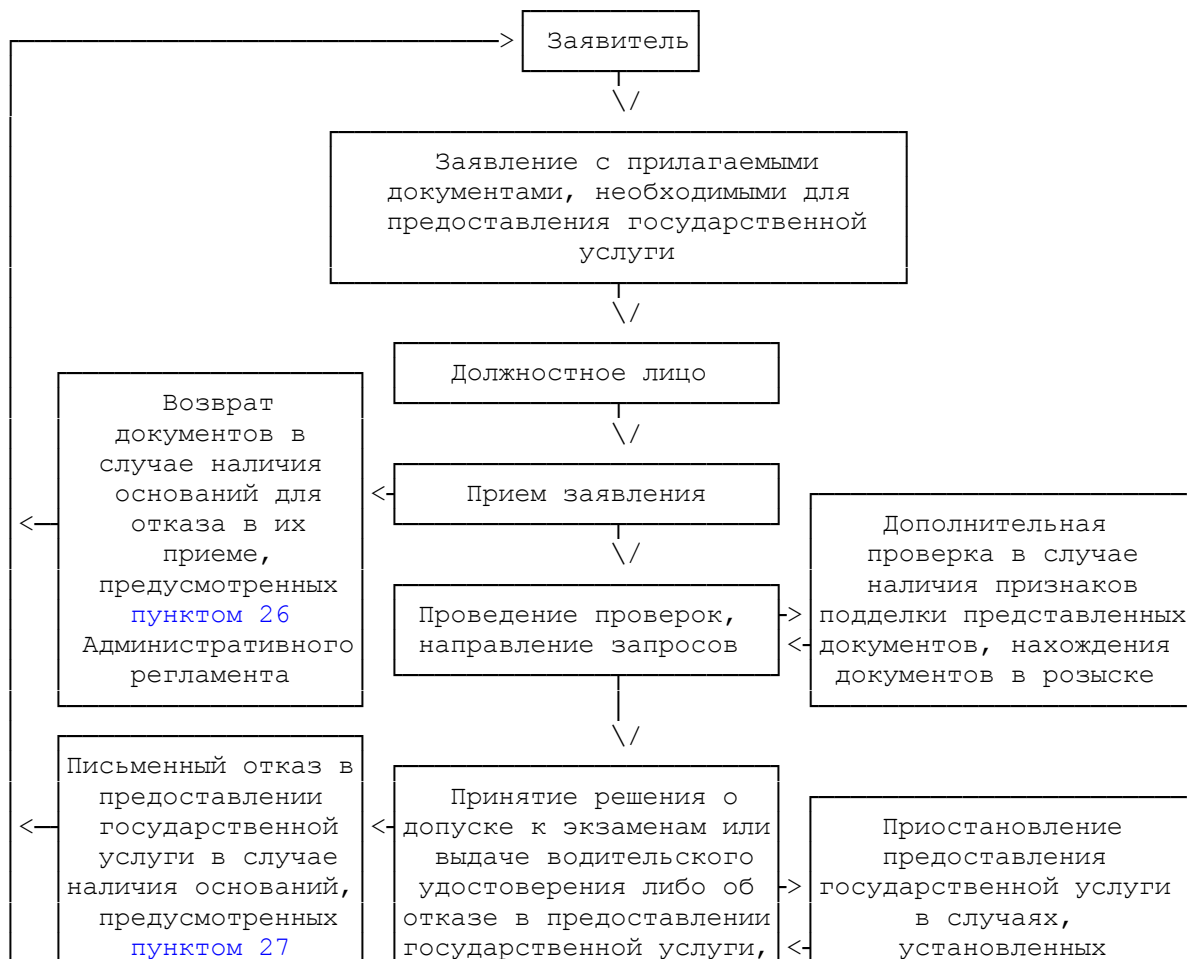 Заявитель
Заявление с прилагаемыми
документами, необходимыми для
предоставления государственной
услуги
Должностное лицо
Возврат
документов в
случае наличия
оснований для
отказа в их
приеме,
предусмотренных
пунктом 26
Административного
регламента
Прием заявления
Дополнительная
проверка в случае
наличия признаков
подделки представленных
документов, нахождения
документов в розыске
Проведение проверок,
направление запросов
Письменный отказ в
предоставлении
государственной
услуги в случае
наличия оснований,
предусмотренных
пунктом 27
Принятие решения о
допуске к экзаменам или
выдаче водительского
удостоверения либо об
отказе в предоставлении
государственной услуги,
Приостановление
предоставления
государственной услуги
в случаях,
установленных